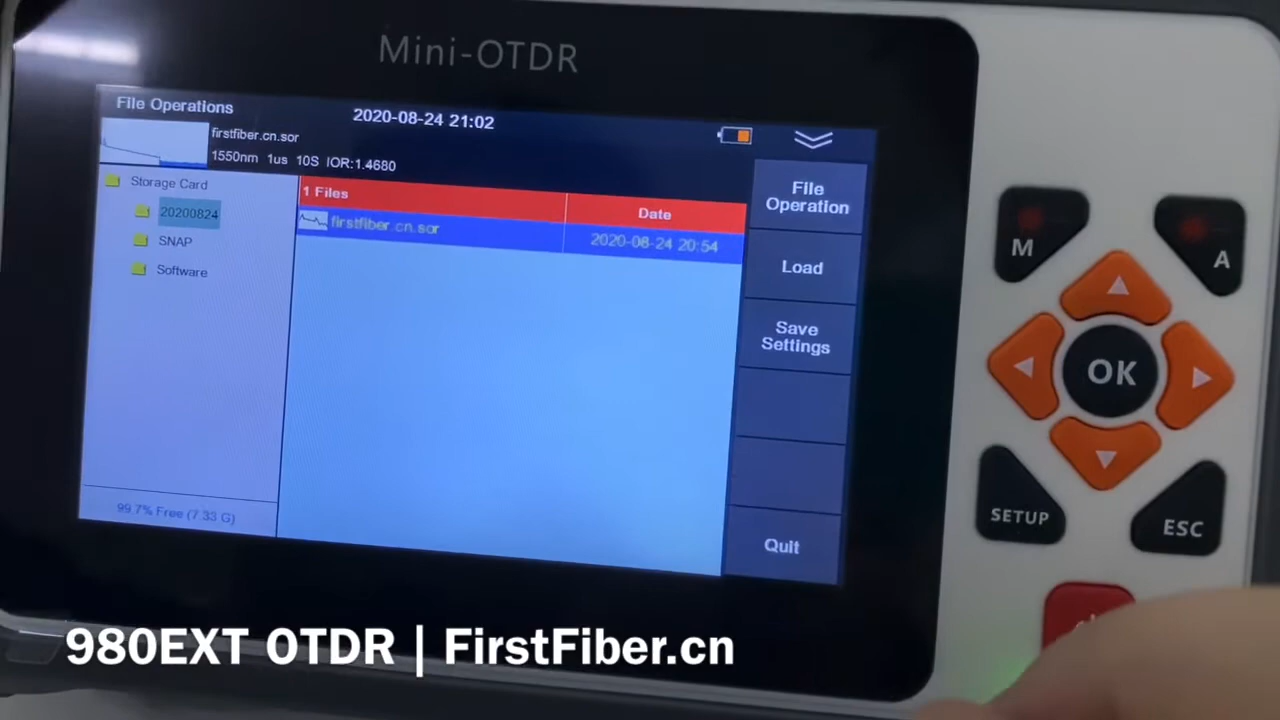 Mini-OTDR
File Operations
2020-08-24 21:02
firstfiber.cn.sor
1550nm 1us 10S IOR:1.4680
Storage Card
20200824
SNAP
Software
99.7% Free (7.33 G)
1 Files
Date
firstfiber.cn.sor
2020-08-24 20:54
File
Operation
Load
Save
Settings
Quit
M
A
OK
SETUP
ESC
980EXT OTDR | FirstFiber.cn